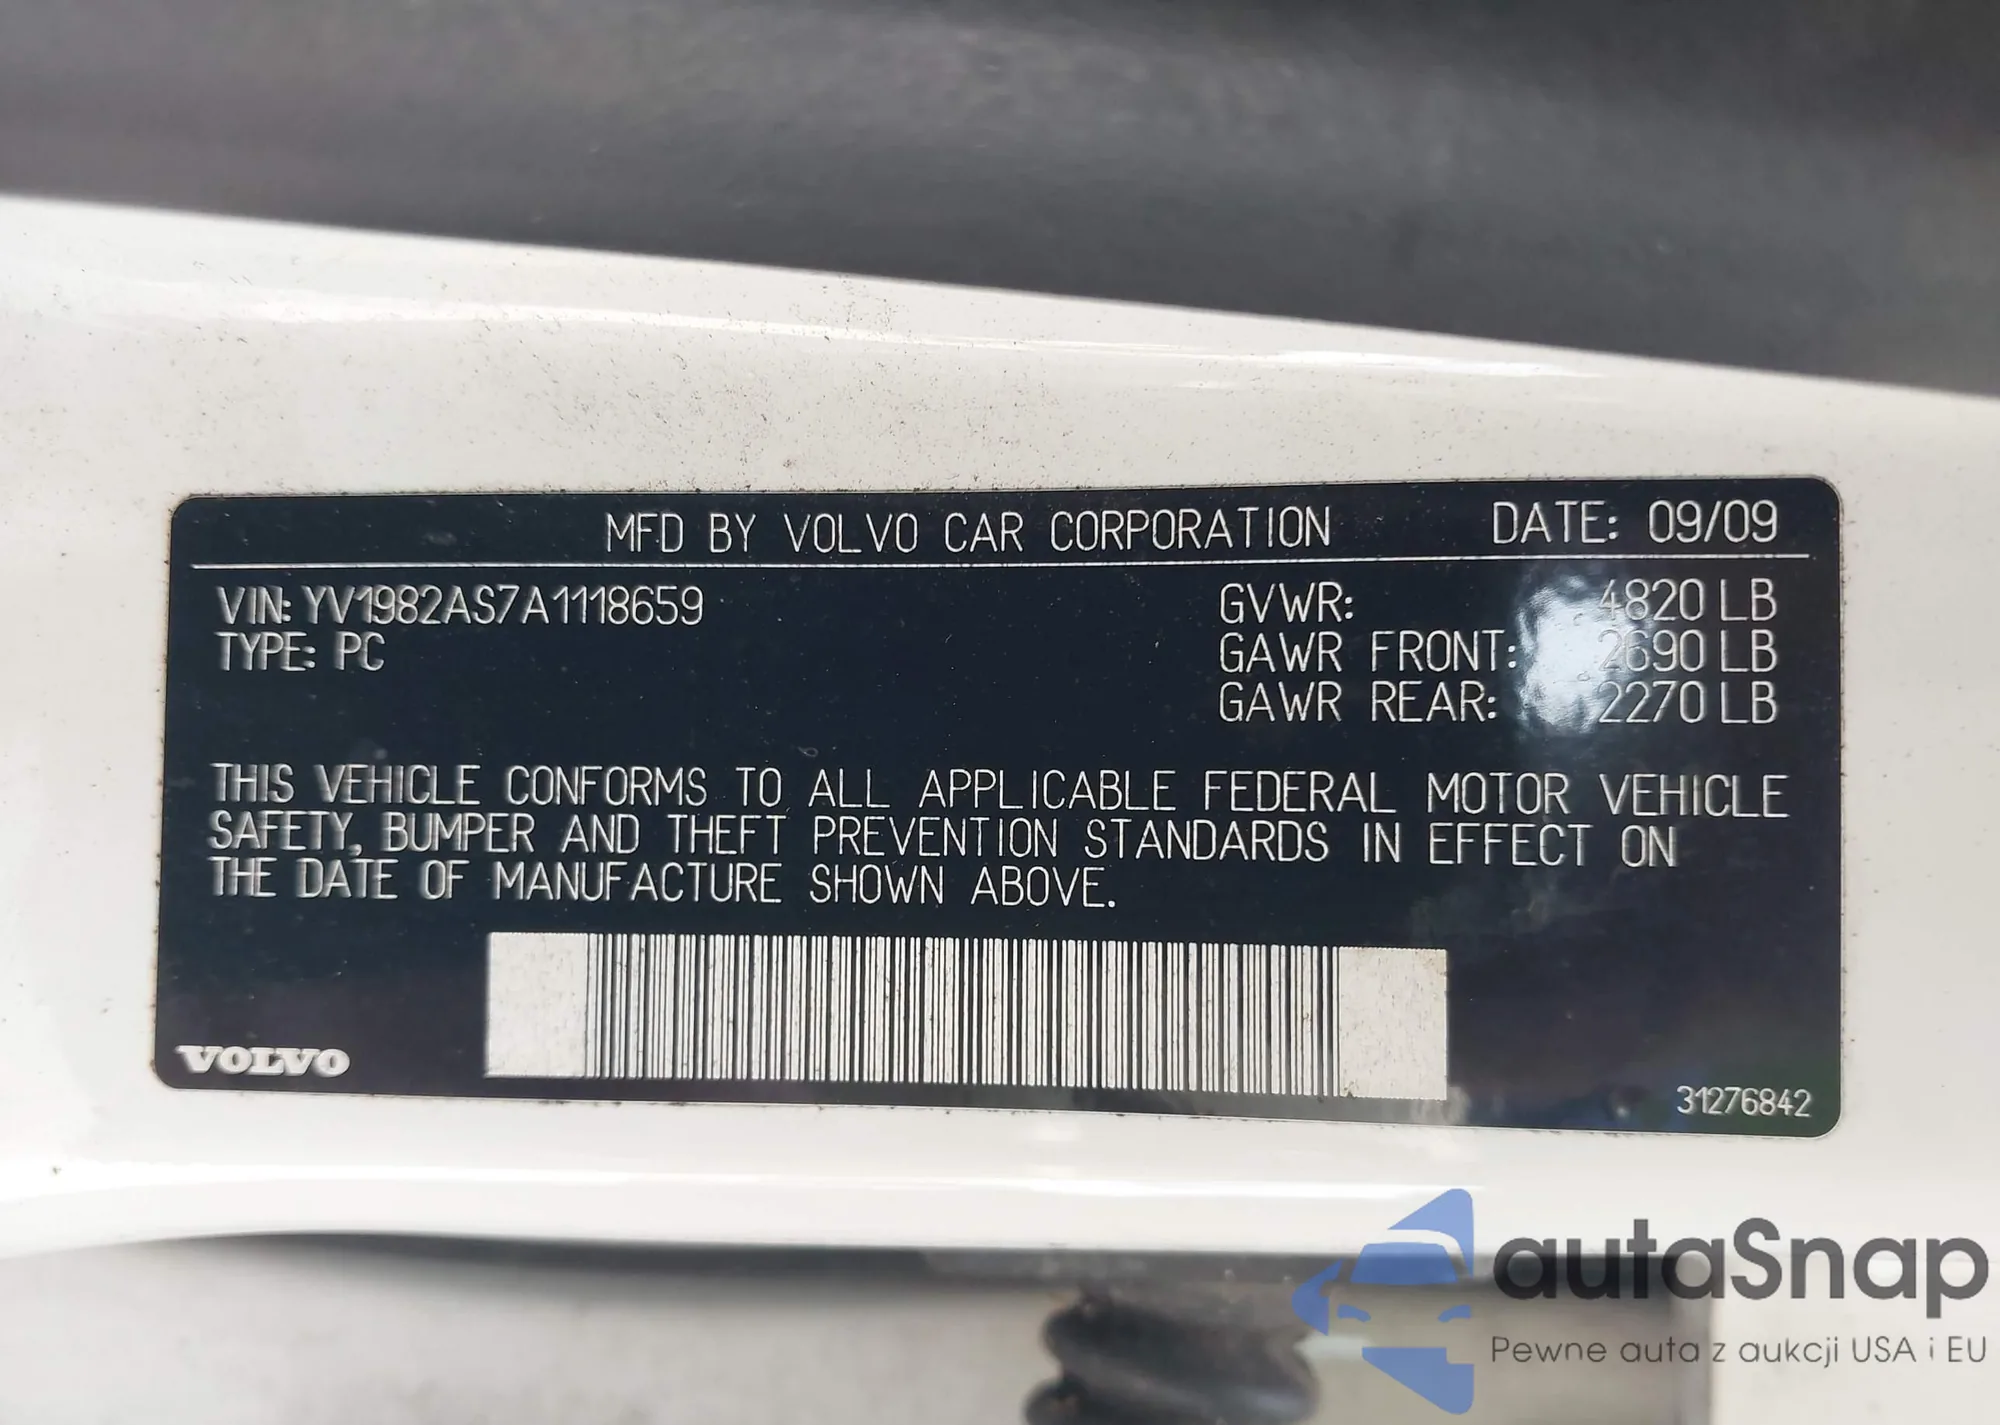 MFD BY VOLVO CAR CORPORATION DATE: 09/09
VIN: YV1982AS7A1118659 GVWR: 4820 LB
TYPE: PC GAWR FRONT: 2690 LB
GAWR REAR: 2270 LB
THIS VEHICLE CONFORMS TO ALL APPLICABLE FEDERAL MOTOR VEHICLE
SAFETY, BUMPER AND THEFT PREVENTION STANDARDS IN EFFECT ON
THE DATE OF MANUFACTURE SHOWN ABOVE.
VOLVO
31276842
autaSnap
Pewne auta z aukcji USA i EU